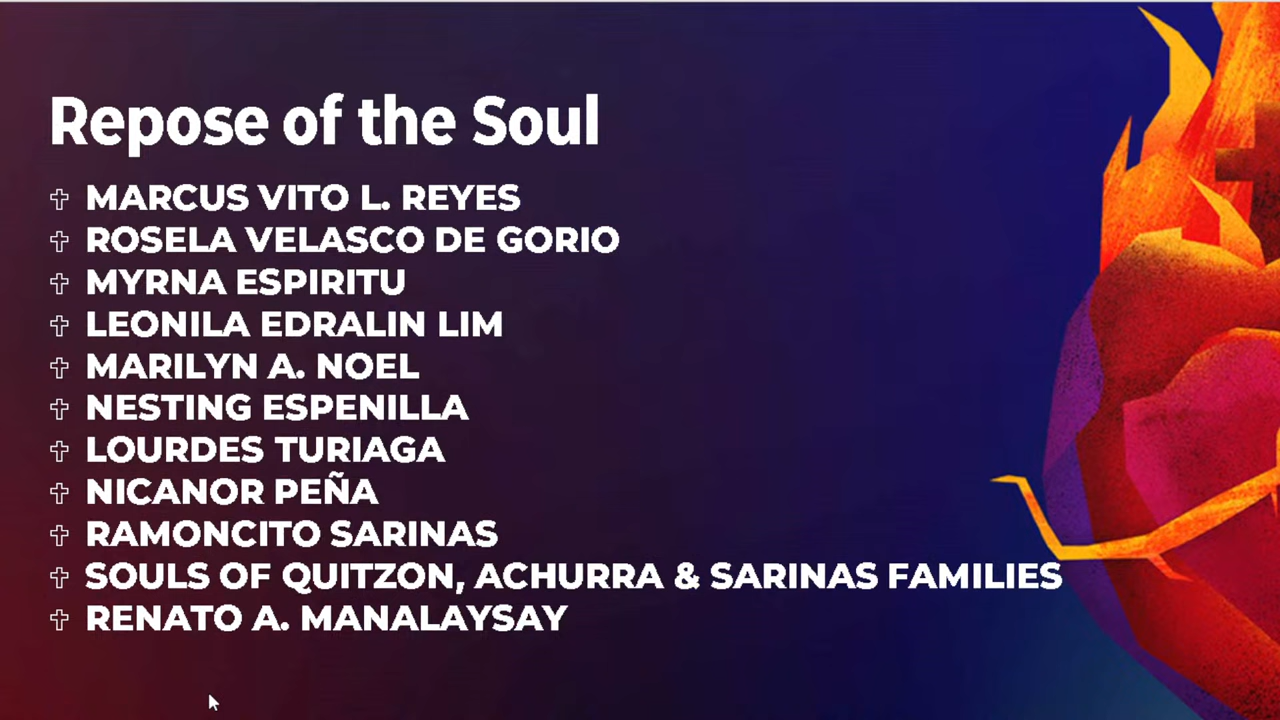 Repose of the Soul
✞ MARCUS VITO L. REYES
✞ ROSELA VELASCO DE GORIO
✞ MYRNA ESPIRITU
✞ LEONILA EDRALIN LIM
✞ MARILYN A. NOEL
✞ NESTING ESPENILLA
✞ LOURDES TURIAGA
✞ NICANOR PEÑA
✞ RAMONCITO SARINAS
✞ SOULS OF QUITZON, ACHURRA & SARINAS FAMILIES
✞ RENATO A. MANALAYSAY